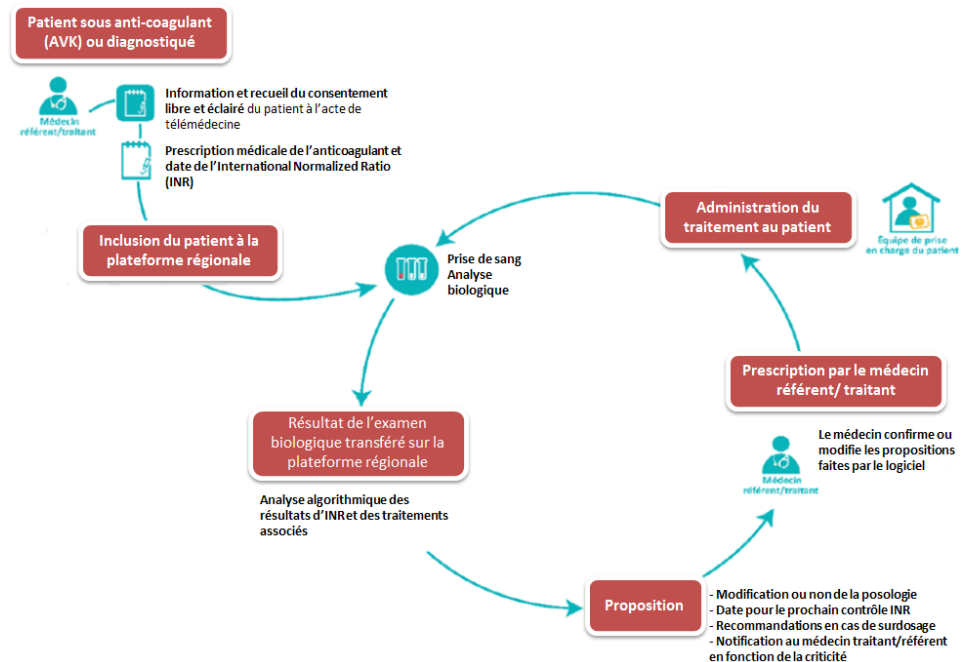 Patient sous anti-coagulant
(AVK) ou diagnostiqué
Médecin
référent/traitant
Information et recueil du consentement
libre et éclairé du patient à l'acte de
télémédecine
Prescription médicale de l'anticoagulant et
date de l'International Normalized Ratio
(INR)
Inclusion du patient à la
plateforme régionale
Prise de sang
Analyse
biologique
Administration du
traitement au patient
Equipe de prise
en charge du patient
Résultat de l'examen
biologique transféré sur la
plateforme régionale
Analyse algorithmique des
résultats d'INR et des traitements
associés
Proposition
- Modification ou non de la posologie
- Date pour le prochain contrôle INR
- Recommandations en cas de surdosage
- Notification au médecin traitant/référent
en fonction de la criticité
Médecin
référent/traitant
Le médecin confirme ou
modifie les propositions
faites par le logiciel
Prescription par le médecin
référent/ traitant